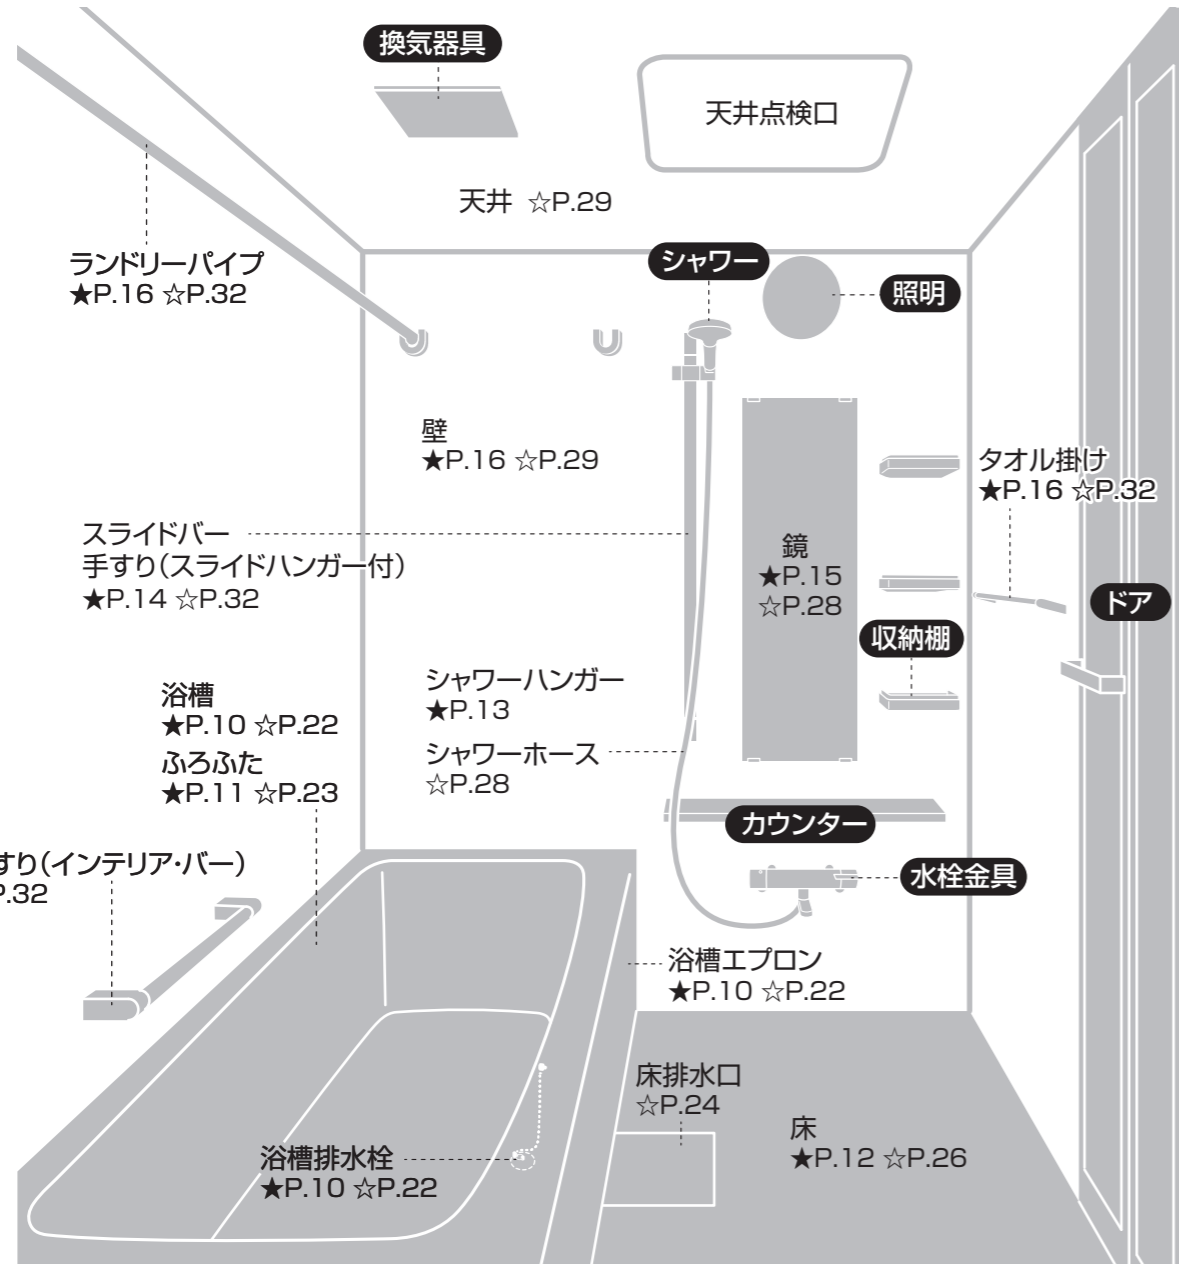 換気器具
天井点検口
天井 ☆P.29
ランドリーパイプ
★P.16 ☆P.32
シャワー
照明
壁
★P.16 ☆P.29
タオル掛け
★P.16 ☆P.32
スライドバー
手すり(スライドハンガー付)
★P.14 ☆P.32
鏡
★P.15
☆P.28
ドア
収納棚
シャワーハンガー
★P.13
シャワーホース
☆P.28
浴槽
★P.10 ☆P.22
ふろふた
★P.11 ☆P.23
カウンター
すり(インテリア・バー)
P.32
水栓金具
浴槽エプロン
★P.10 ☆P.22
床排水口
☆P.24
床
★P.12 ☆P.26
浴槽排水栓
★P.10 ☆P.22